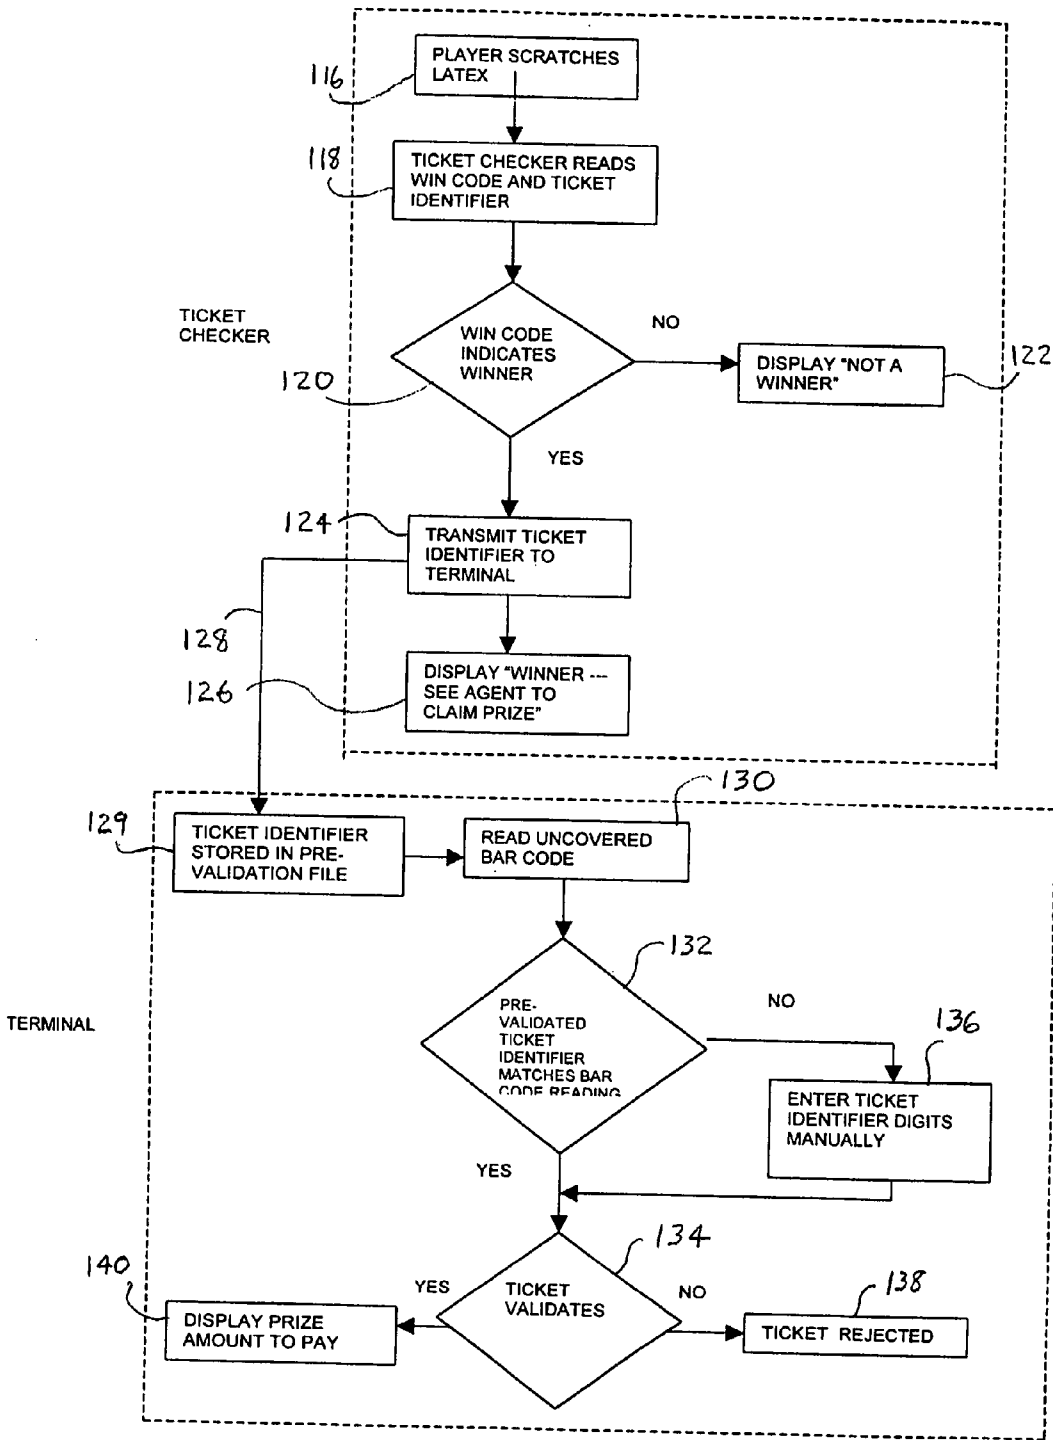 PLAYER SCRATCHES
LATEX
116
118
TICKET CHECKER READS
WIN CODE AND TICKET
IDENTIFIER
TICKET
CHECKER
WIN CODE
INDICATES
WINNER
120
NO
DISPLAY "NOT A
WINNER"
122
YES
124
TRANSMIT TICKET
IDENTIFIER TO
TERMINAL
128
126
DISPLAY "WINNER ---
SEE AGENT TO
CLAIM PRIZE"
130
129
TICKET IDENTIFIER
STORED IN PRE-
VALIDATION FILE
READ UNCOVERED
BAR CODE
132
TERMINAL
PRE-
VALIDATED
TICKET
IDENTIFIER
MATCHES BAR
CODE READING
NO
136
ENTER TICKET
IDENTIFIER DIGITS
MANUALLY
YES
134
140
YES
TICKET
VALIDATES
NO
138
DISPLAY PRIZE
AMOUNT TO PAY
TICKET REJECTED